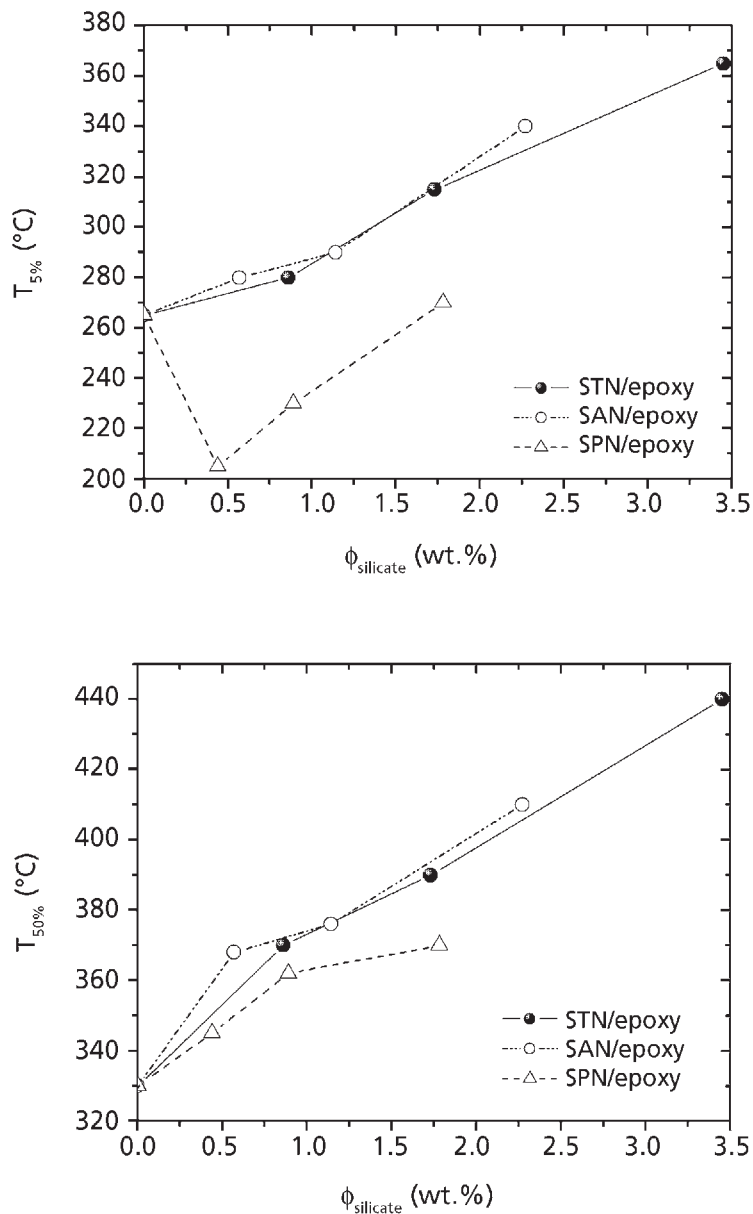 380
360
340
320
300
280
260
240
220
200
T5% (°C)
STN/epoxy
SAN/epoxy
SPN/epoxy
0.0 0.5 1.0 1.5 2.0 2.5 3.0 3.5
ϕsilicate (wt.%)
440
420
400
380
360
340
320
T50% (°C)
STN/epoxy
SAN/epoxy
SPN/epoxy
0.0 0.5 1.0 1.5 2.0 2.5 3.0 3.5
ϕsilicate (wt.%)